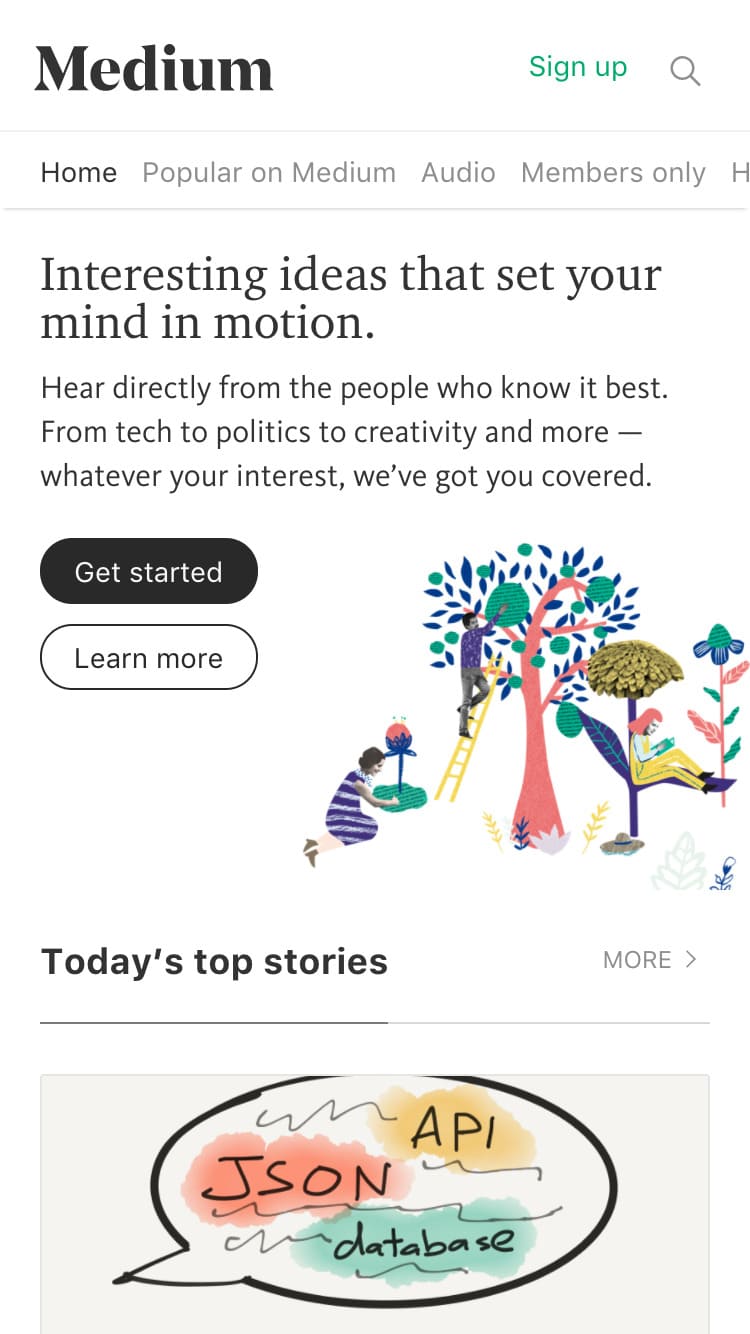 Medium
Sign up
Home Popular on Medium Audio Members only H
Interesting ideas that set your
mind in motion.
Hear directly from the people who know it best.
From tech to politics to creativity and more —
whatever your interest, we’ve got you covered.
Get started
Learn more
Today’s top stories
MORE
API
JSON
database